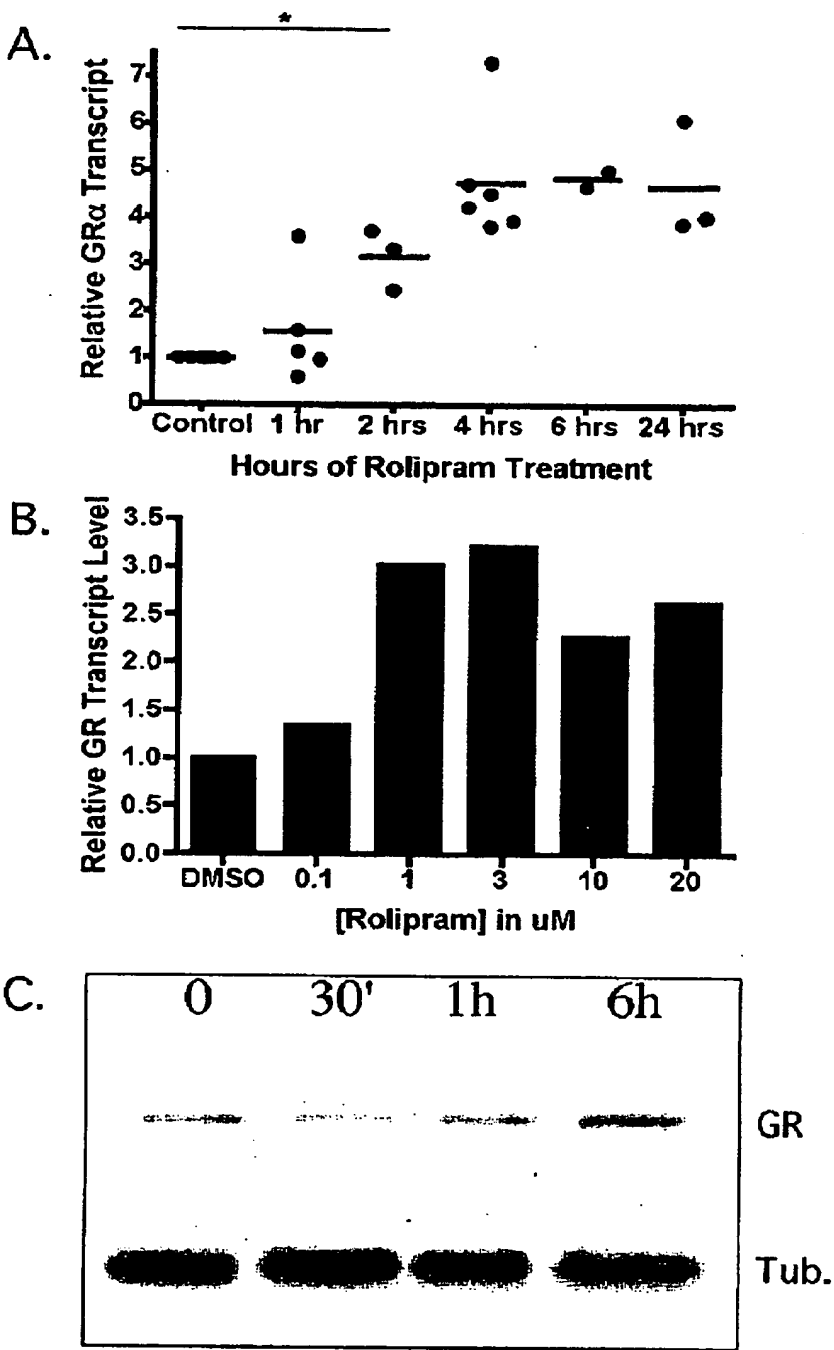 A.
*
Relative GRα Transcript
7
6
5
4
3
2
1
0
Control 1 hr 2 hrs 4 hrs 6 hrs 24 hrs
Hours of Rolipram Treatment
B.
Relative GR Transcript Level
3.5
3.0
2.5
2.0
1.5
1.0
0.5
0.0
DMSO 0.1 1 3 10 20
[Rolipram] in uM
C.
0 30' 1h 6h
GR
Tub.